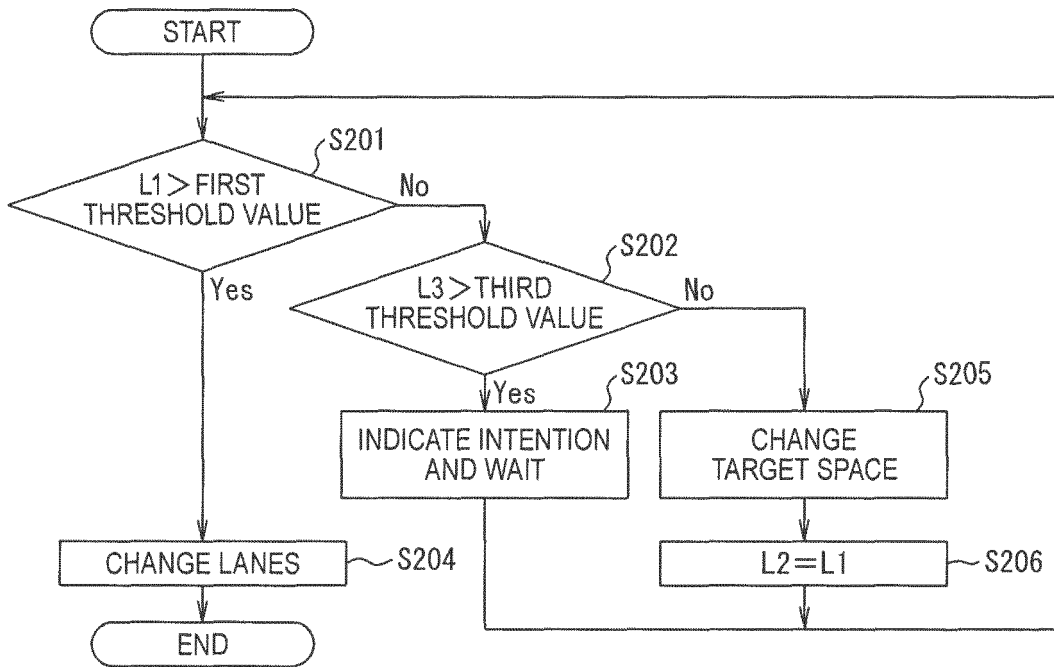 START
S201
L1＞FIRST
THRESHOLD VALUE
No
Yes
S202
L3＞THIRD
THRESHOLD VALUE
No
Yes
S203
INDICATE INTENTION
AND WAIT
S205
CHANGE
TARGET SPACE
CHANGE LANES
S204
L2＝L1
S206
END